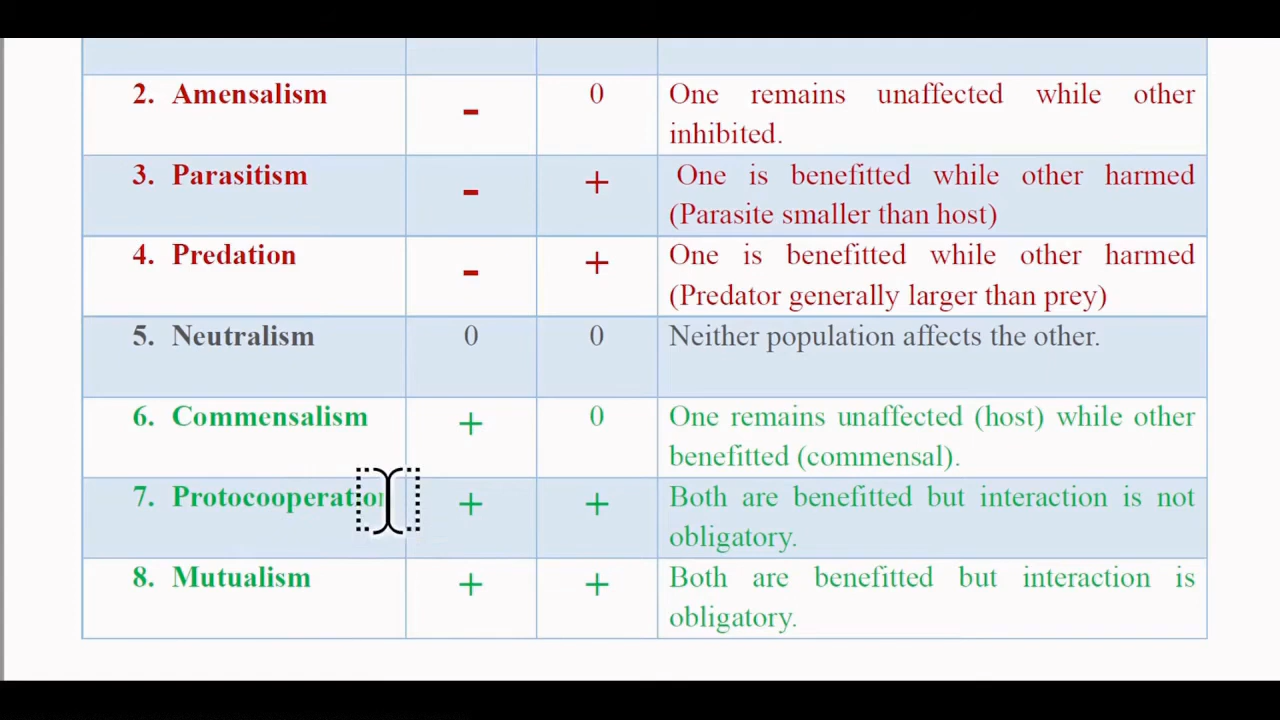 2. Amensalism - 0 One remains unaffected while other
inhibited.
3. Parasitism - + One is benefitted while other harmed
(Parasite smaller than host)
4. Predation - + One is benefitted while other harmed
(Predator generally larger than prey)
5. Neutralism 0 0 Neither population affects the other.
6. Commensalism + 0 One remains unaffected (host) while other
benefitted (commensal).
7. Protocooperation + + Both are benefitted but interaction is not
obligatory.
8. Mutualism + + Both are benefitted but interaction is
obligatory.